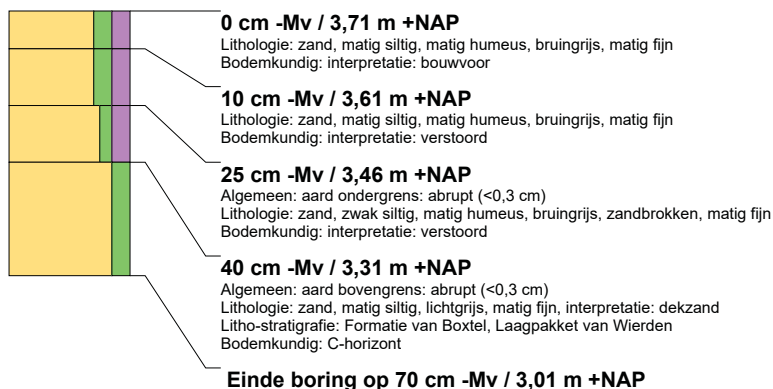 0 cm -Mv / 3,71 m +NAP
Lithologie: zand, matig siltig, matig humeus, bruingrijs, matig fijn
Bodemkundig: interpretatie: bouwvoor
10 cm -Mv / 3,61 m +NAP
Lithologie: zand, matig siltig, matig humeus, bruingrijs, matig fijn
Bodemkundig: interpretatie: verstoord
25 cm -Mv / 3,46 m +NAP
Algemeen: aard ondergrens: abrupt (<0,3 cm)
Lithologie: zand, zwak siltig, matig humeus, bruingrijs, zandbrokken, matig fijn
Bodemkundig: interpretatie: verstoord
40 cm -Mv / 3,31 m +NAP
Algemeen: aard bovengrens: abrupt (<0,3 cm)
Lithologie: zand, matig siltig, lichtgrijs, matig fijn, interpretatie: dekzand
Litho-stratigrafie: Formatie van Boxtel, Laagpakket van Wierden
Bodemkundig: C-horizont
Einde boring op 70 cm -Mv / 3,01 m +NAP